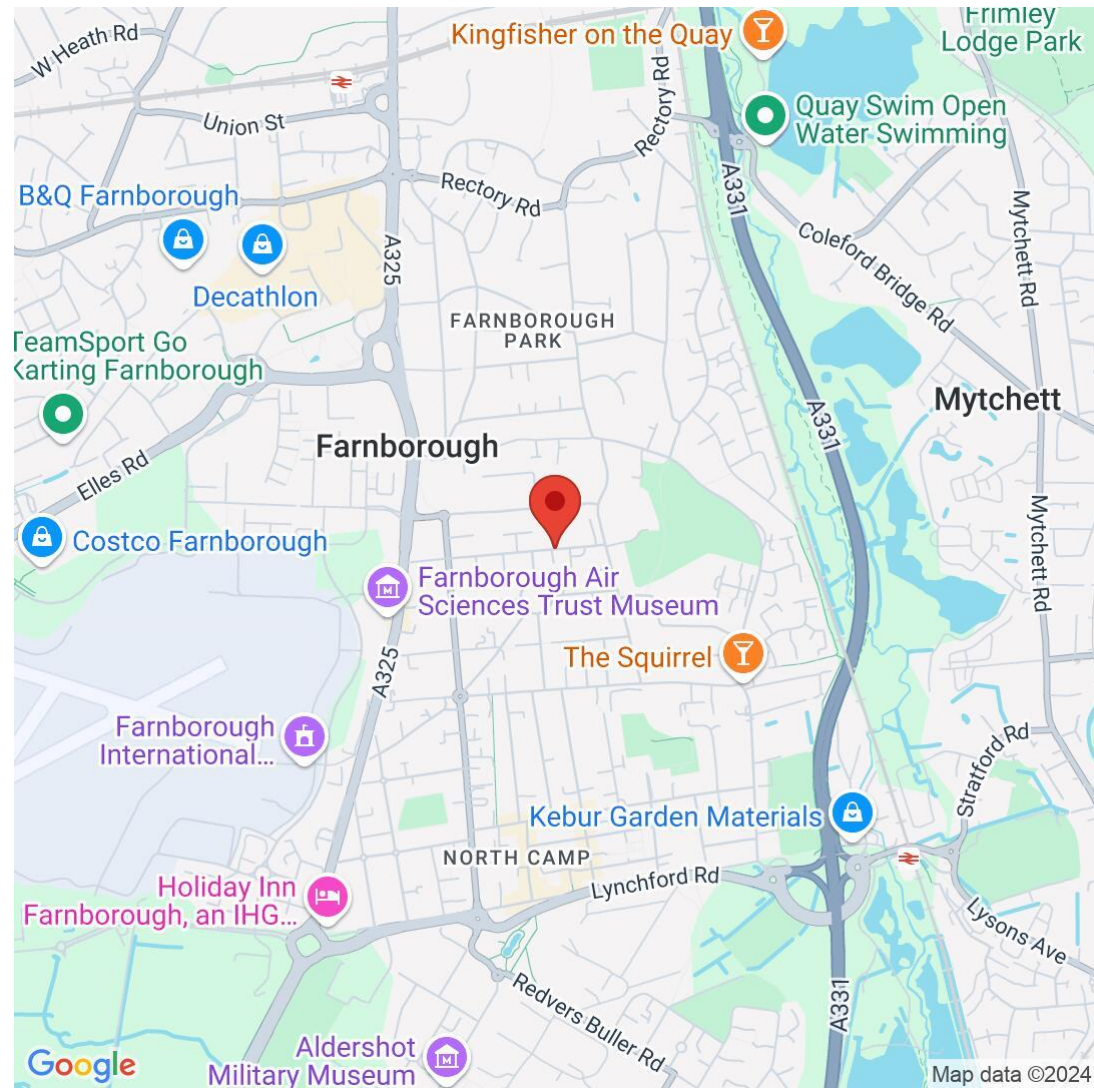 Kingfisher on the Quay
Frimley
Lodge Park
W Heath Rd
Union St
Rectory Rd
Quay Swim Open
Water Swimming
B&Q Farnborough
Rectory Rd
A331
Decathlon
A325
Coleford Bridge Rd
Mytchett Rd
FARNBOROUGH
PARK
TeamSport Go
Karting Farnborough
Mytchett
A331
Farnborough
Elles Rd
Costco Farnborough
Mytchett Rd
Farnborough Air
Sciences Trust Museum
The Squirrel
A325
Farnborough
International...
Stratford Rd
Kebur Garden Materials
NORTH CAMP
Lynchford Rd
Holiday Inn
Farnborough, an IHG...
Lysons Ave
Redvers Buller Rd
A331
Aldershot
Military Museum
Google
Map data ©2024